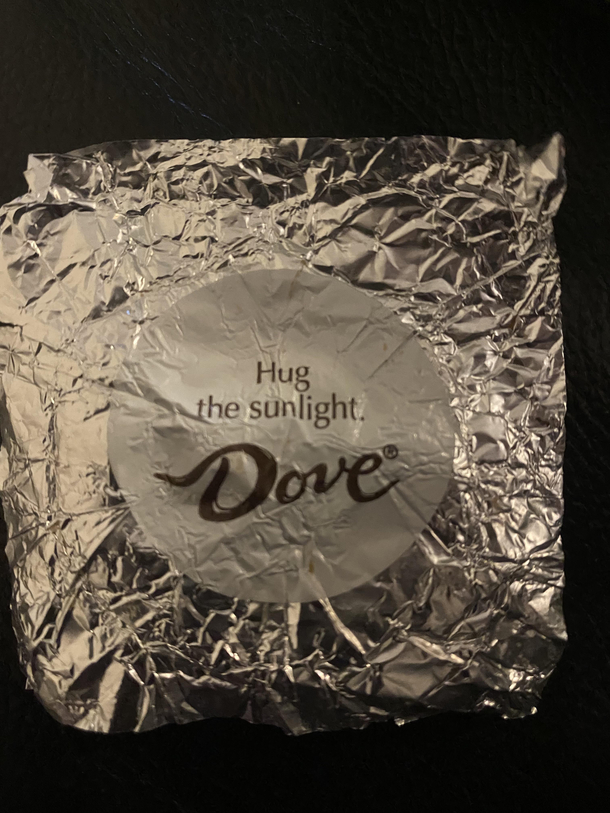 Hug
the sunlight.
Dove®